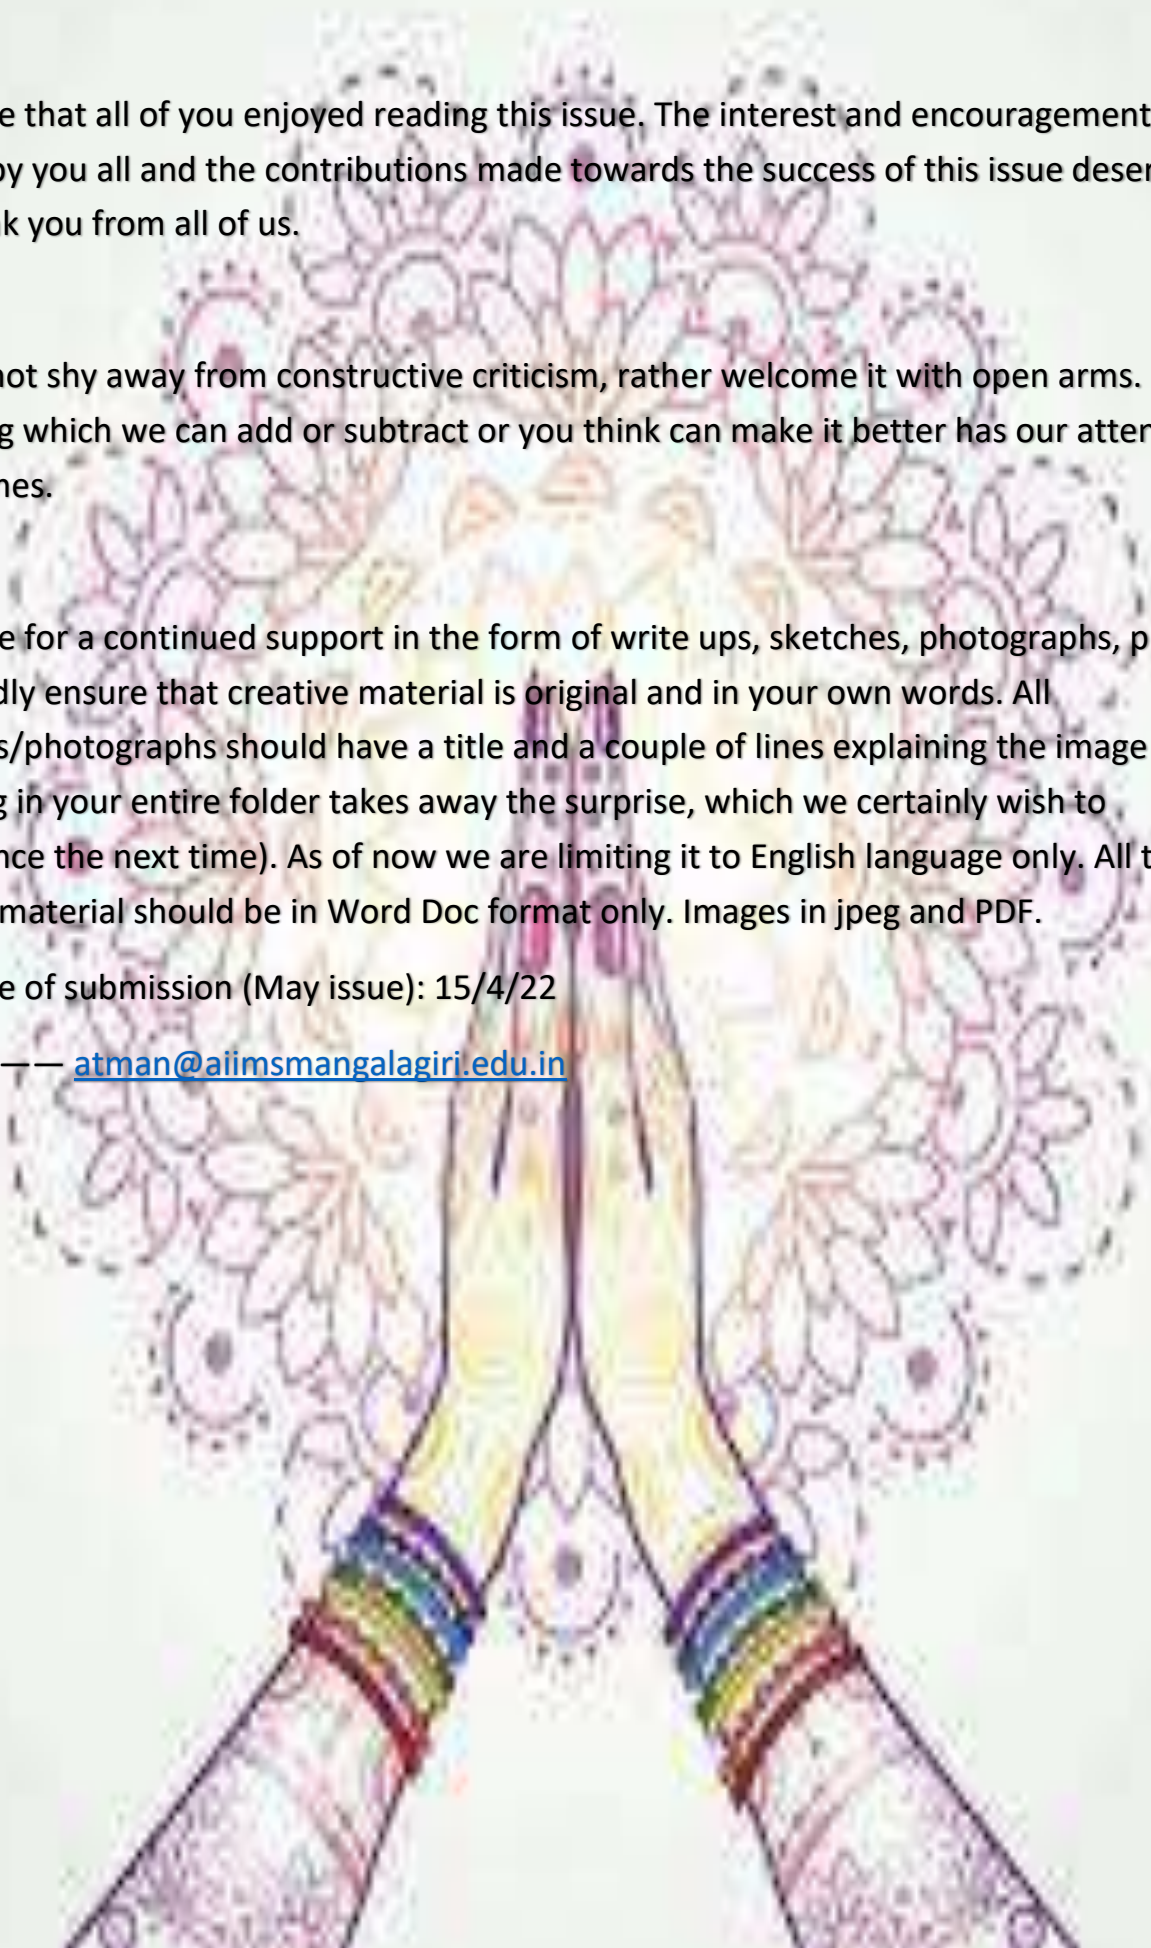 e that all of you enjoyed reading this issue. The interest and encouragement
by you all and the contributions made towards the success of this issue deser
k you from all of us.
not shy away from constructive criticism, rather welcome it with open arms.
g which we can add or subtract or you think can make it better has our atten
nes.
e for a continued support in the form of write ups, sketches, photographs, p
dly ensure that creative material is original and in your own words. All
s/photographs should have a title and a couple of lines explaining the image
g in your entire folder takes away the surprise, which we certainly wish to
nce the next time). As of now we are limiting it to English language only. All t
material should be in Word Doc format only. Images in jpeg and PDF.
e of submission (May issue): 15/4/22
—— atman@aiimsmangalagiri.edu.in